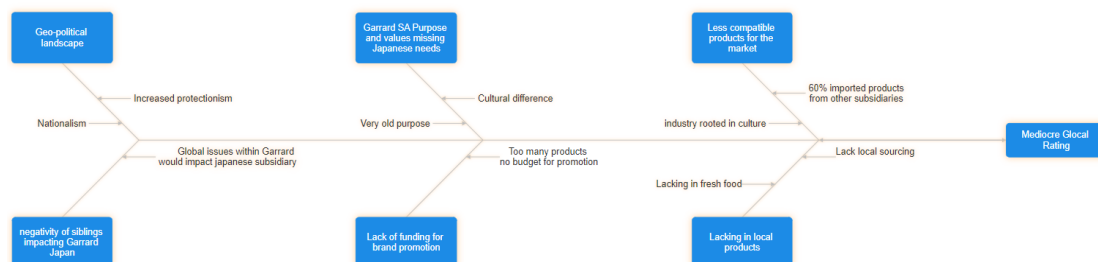 Geo-political
landscape
Garrard SA Purpose
and values missing
Japanese needs
Less compatible
products for the
market
Increased protectionism
Nationalism
Cultural difference
Very old purpose
60% imported products
from other subsidiaries
industry rooted in culture
Mediocre Glocal
Rating
Global issues within Garrard
would impact japanese subsidiary
Too many products
no budget for promotion
Lack local sourcing
Lacking in fresh food
negativity of siblings
impacting Garrard
Japan
Lack of funding for
brand promotion
Lacking in local
products